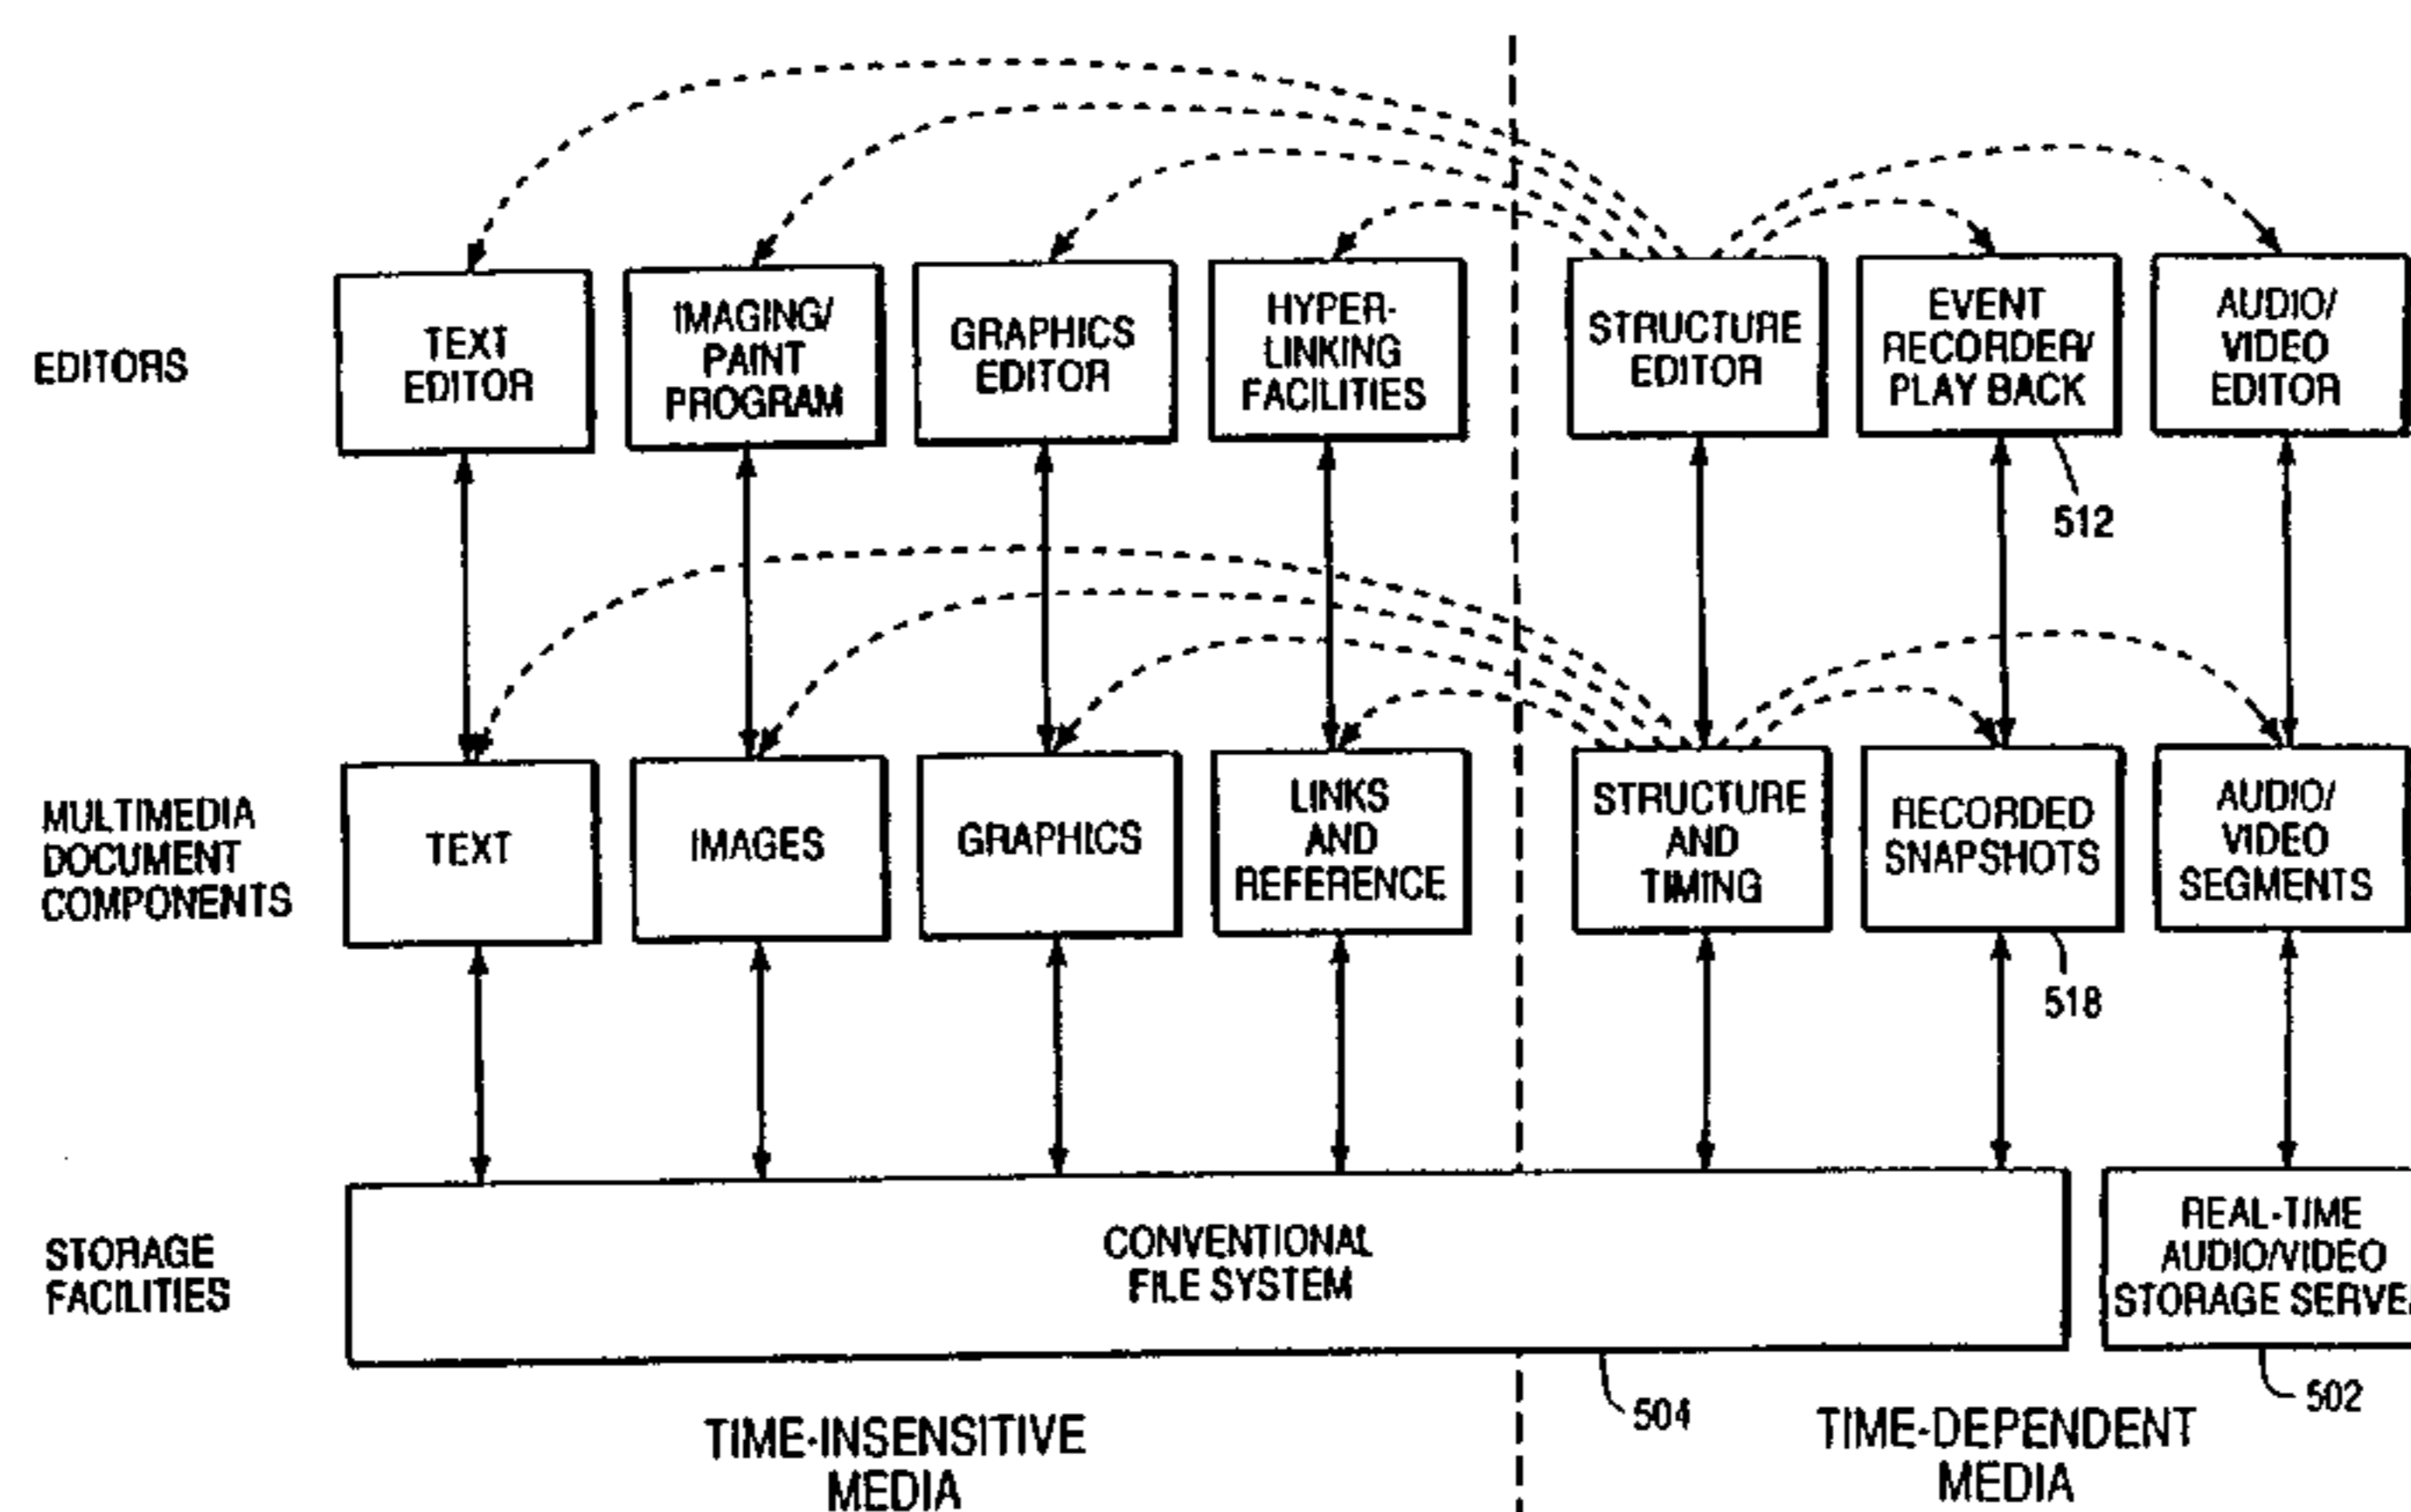 EDITORS
TEXT
EDITOR
IMAGING/
PAINT
PROGRAM
GRAPHICS
EDITOR
HYPER-
LINKING
FACILITIES
STRUCTURE
EDITOR
EVENT
RECORDER/
PLAY BACK
AUDIO/
VIDEO
EDITOR
512
MULTIMEDIA
DOCUMENT
COMPONENTS
TEXT
IMAGES
GRAPHICS
LINKS
AND
REFERENCE
STRUCTURE
AND
TIMING
RECORDED
SNAPSHOTS
AUDIO/
VIDEO
SEGMENTS
518
STORAGE
FACILITIES
CONVENTIONAL
FILE SYSTEM
REAL-TIME
AUDIO/VIDEO
STORAGE SERVER
504
502
TIME-INSENSITIVE
MEDIA
TIME-DEPENDENT
MEDIA